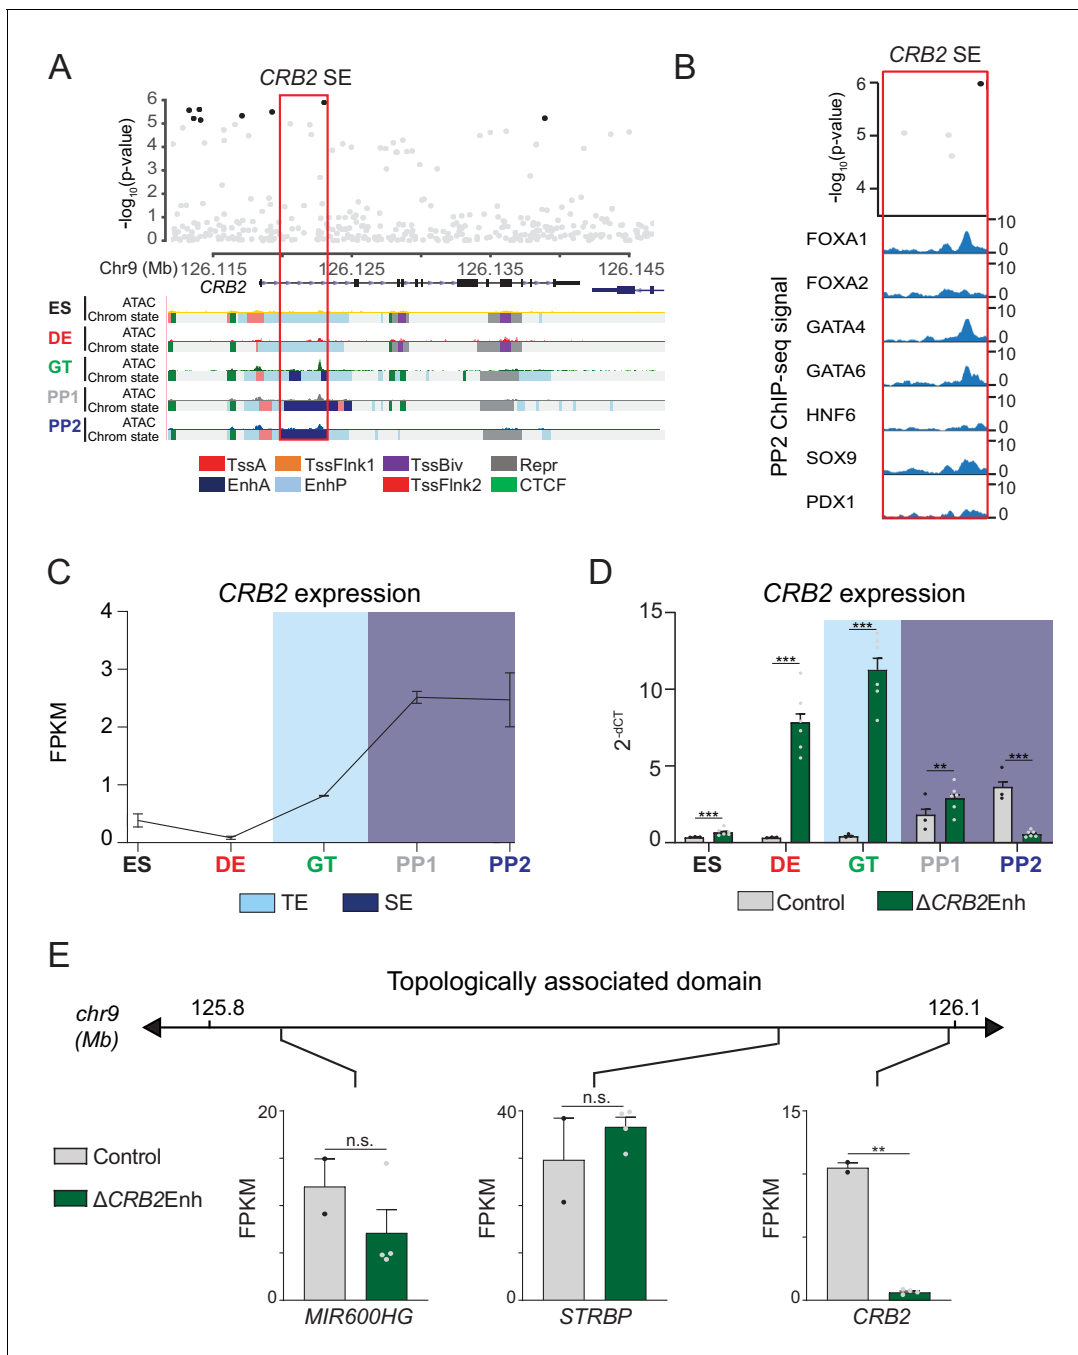 A
CRB2 SE
-log10(p-value)
6
5
4
3
2
1
0
Chr9 (Mb) 126.115 126.125 126.135 126.145
CRB2
ES ATAC
Chrom state
DE ATAC
Chrom state
GT ATAC
Chrom state
PP1 ATAC
Chrom state
PP2 ATAC
Chrom state
TssA TssFlnk1 TssBiv Repr
EnhA EnhP TssFlnk2 CTCF
B
CRB2 SE
-log10(p-value)
6
5
4
PP2 ChIP-seq signal
FOXA1 10 0
FOXA2 10 0
GATA4 10 0
GATA6 10 0
HNF6 10 0
SOX9 10 0
PDX1 10 0
C
CRB2 expression
FPKM
4
3
2
1
0
ES DE GT PP1 PP2
TE SE
D
CRB2 expression
2-dCT
15
10
5
0
*** *** *** ** ***
ES DE GT PP1 PP2
Control ΔCRB2Enh
E
Topologically associated domain
chr9
(Mb)
125.8 126.1
Control
ΔCRB2Enh
FPKM
20
0
n.s.
MIR600HG
FPKM
40
0
n.s.
STRBP
FPKM
15
0
**
CRB2